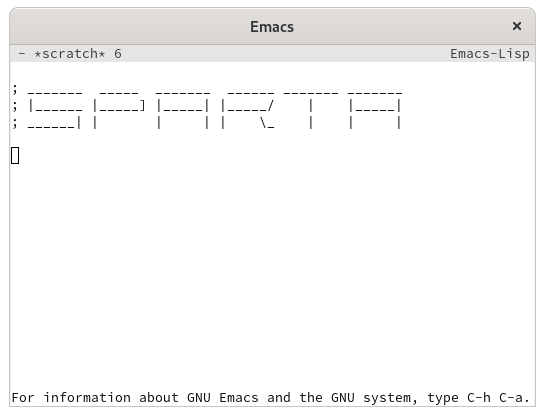 Emacs ×
- *scratch* 6 Emacs-Lisp
; _______  _____  _______  ______ _______ _______
; |______ |_____] |_____| |_____/    |    |_____|
; ______| |       |     | |    \_    |    |     |
For information about GNU Emacs and the GNU system, type C-h C-a.